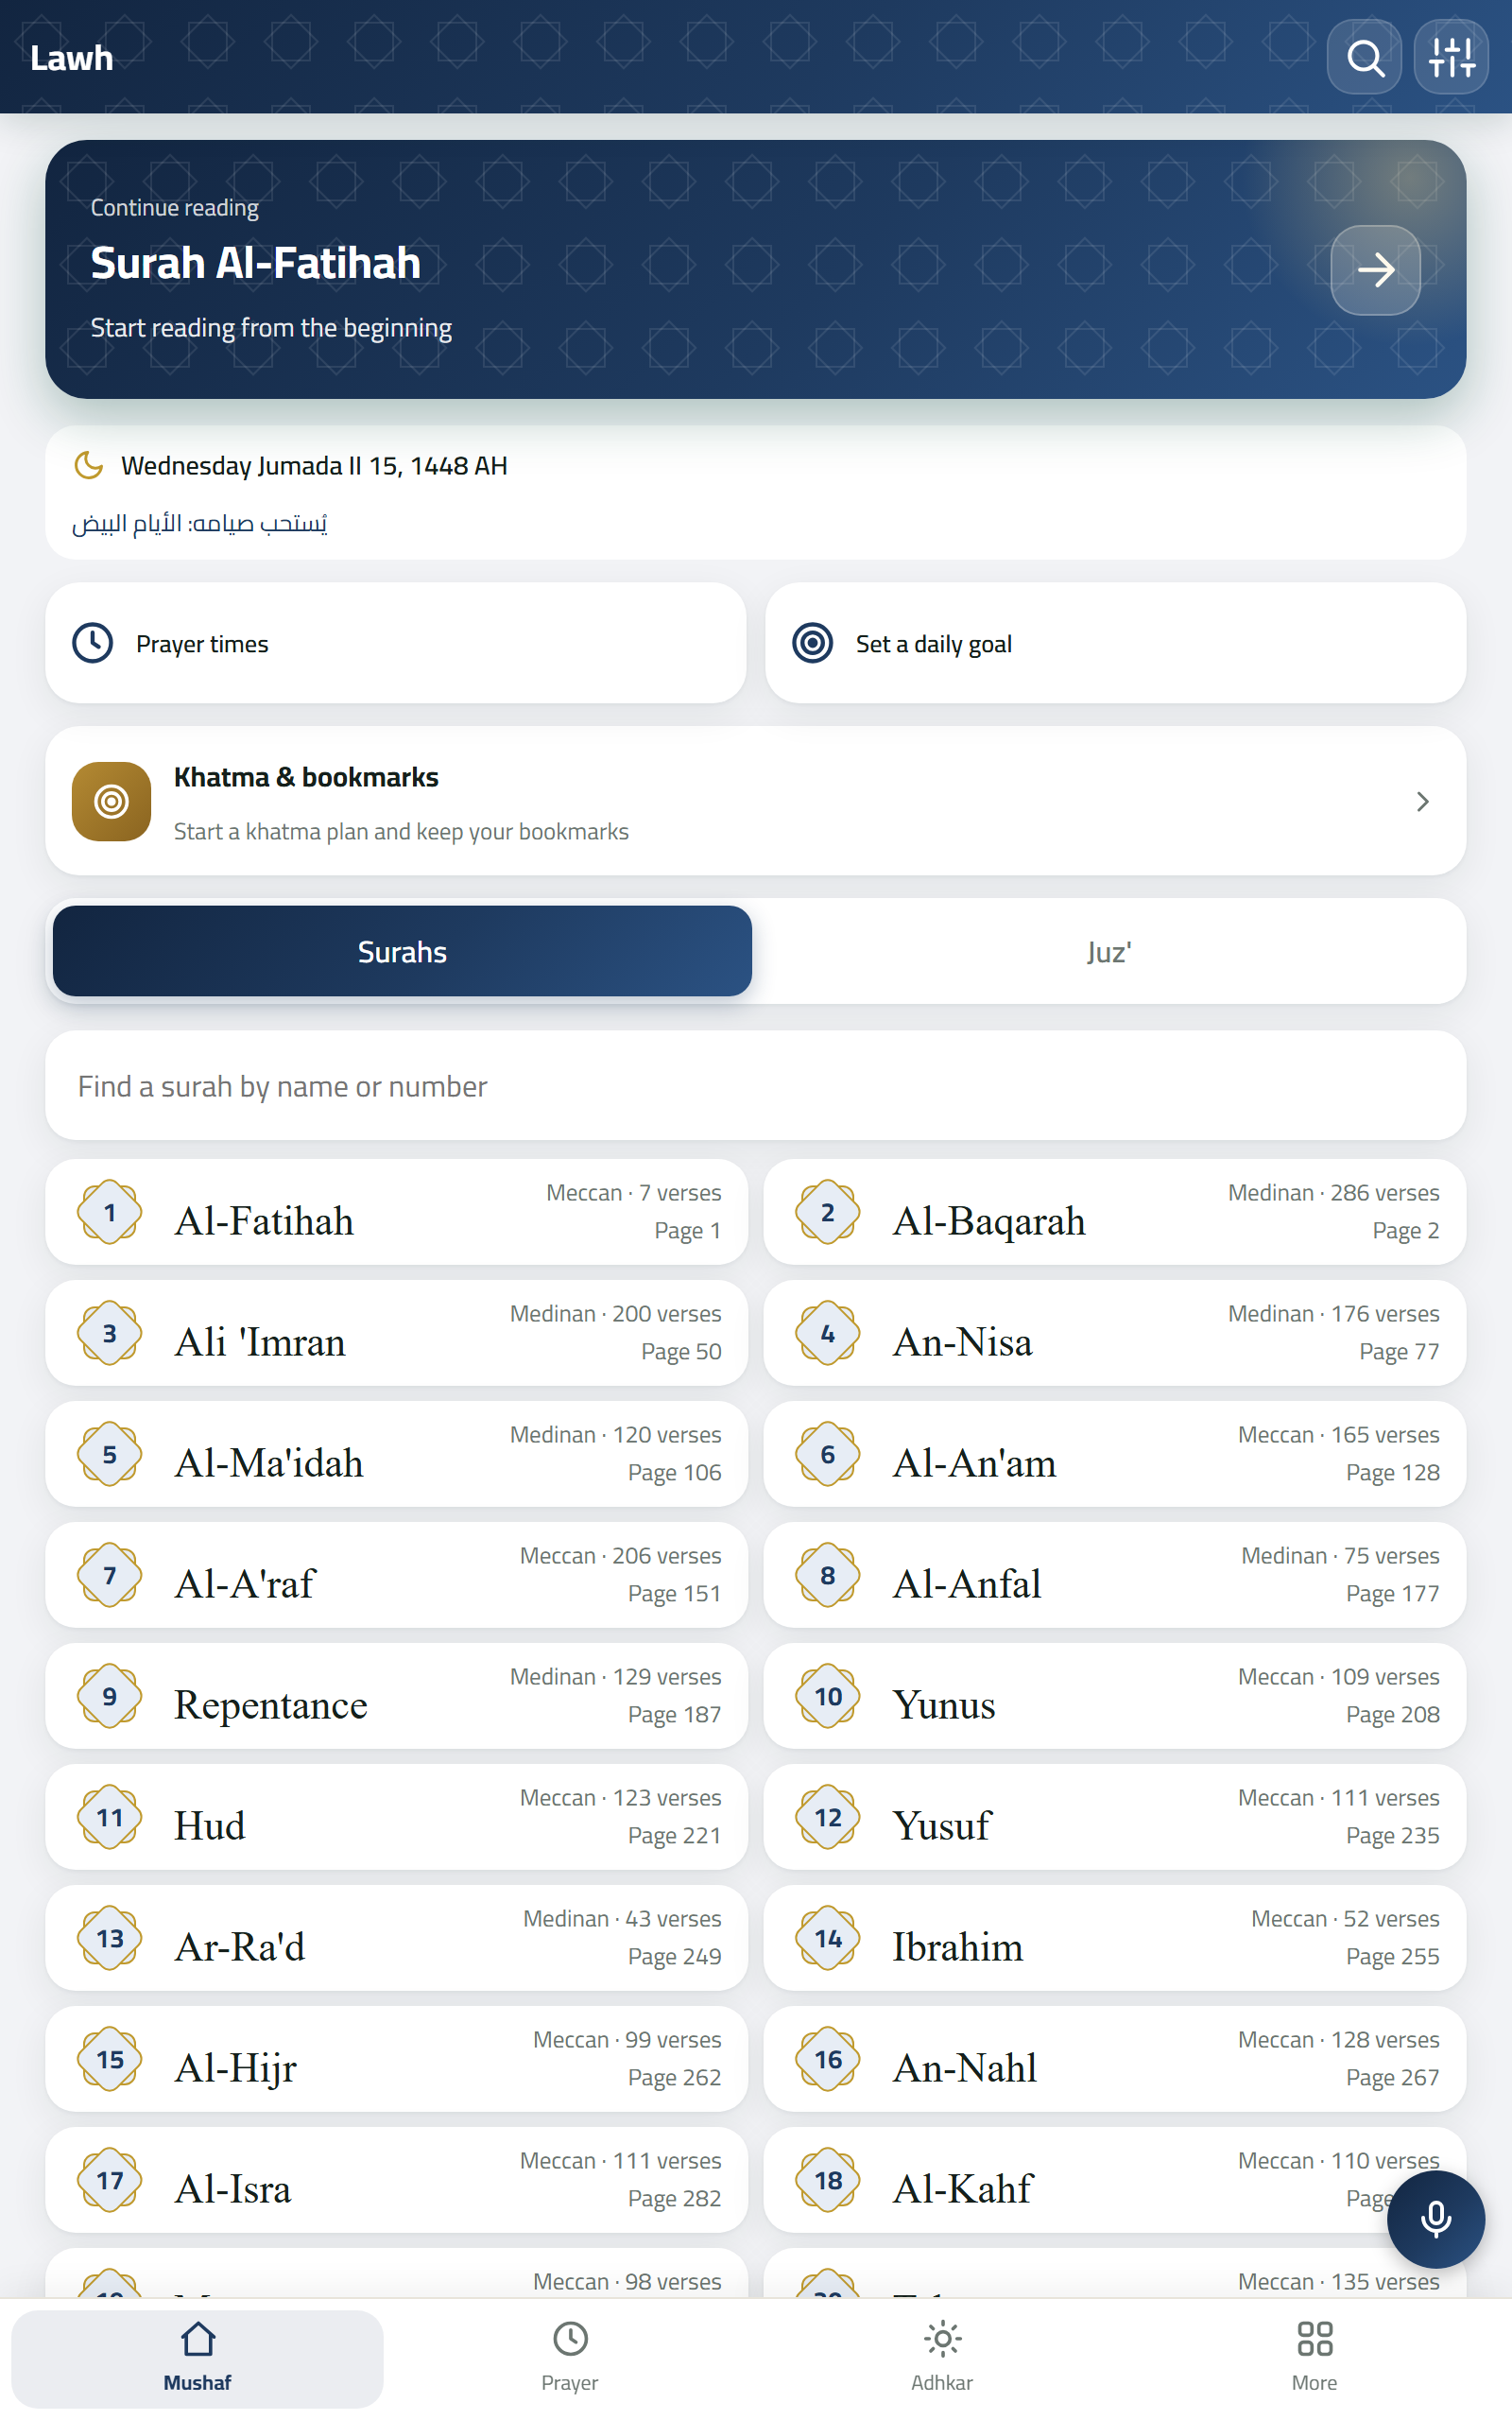 Lawh
Continue reading
Surah Al-Fatihah
Start reading from the beginning
Wednesday Jumada II 15, 1448 AH
يُستحب صيامه: الأيام البيض
Prayer times
Set a daily goal
Khatma & bookmarks
Start a khatma plan and keep your bookmarks
Surahs
Juz'
Find a surah by name or number
1
Al-Fatihah
Meccan · 7 verses
Page 1
2
Al-Baqarah
Medinan · 286 verses
Page 2
3
Ali 'Imran
Medinan · 200 verses
Page 50
4
An-Nisa
Medinan · 176 verses
Page 77
5
Al-Ma'idah
Medinan · 120 verses
Page 106
6
Al-An'am
Meccan · 165 verses
Page 128
7
Al-A'raf
Meccan · 206 verses
Page 151
8
Al-Anfal
Medinan · 75 verses
Page 177
9
Repentance
Medinan · 129 verses
Page 187
10
Yunus
Meccan · 109 verses
Page 208
11
Hud
Meccan · 123 verses
Page 221
12
Yusuf
Meccan · 111 verses
Page 235
13
Ar-Ra'd
Medinan · 43 verses
Page 249
14
Ibrahim
Meccan · 52 verses
Page 255
15
Al-Hijr
Meccan · 99 verses
Page 262
16
An-Nahl
Meccan · 128 verses
Page 267
17
Al-Isra
Meccan · 111 verses
Page 282
18
Al-Kahf
Meccan · 110 verses
Page
Meccan · 98 verses
Meccan · 135 verses
Mushaf
Prayer
Adhkar
More